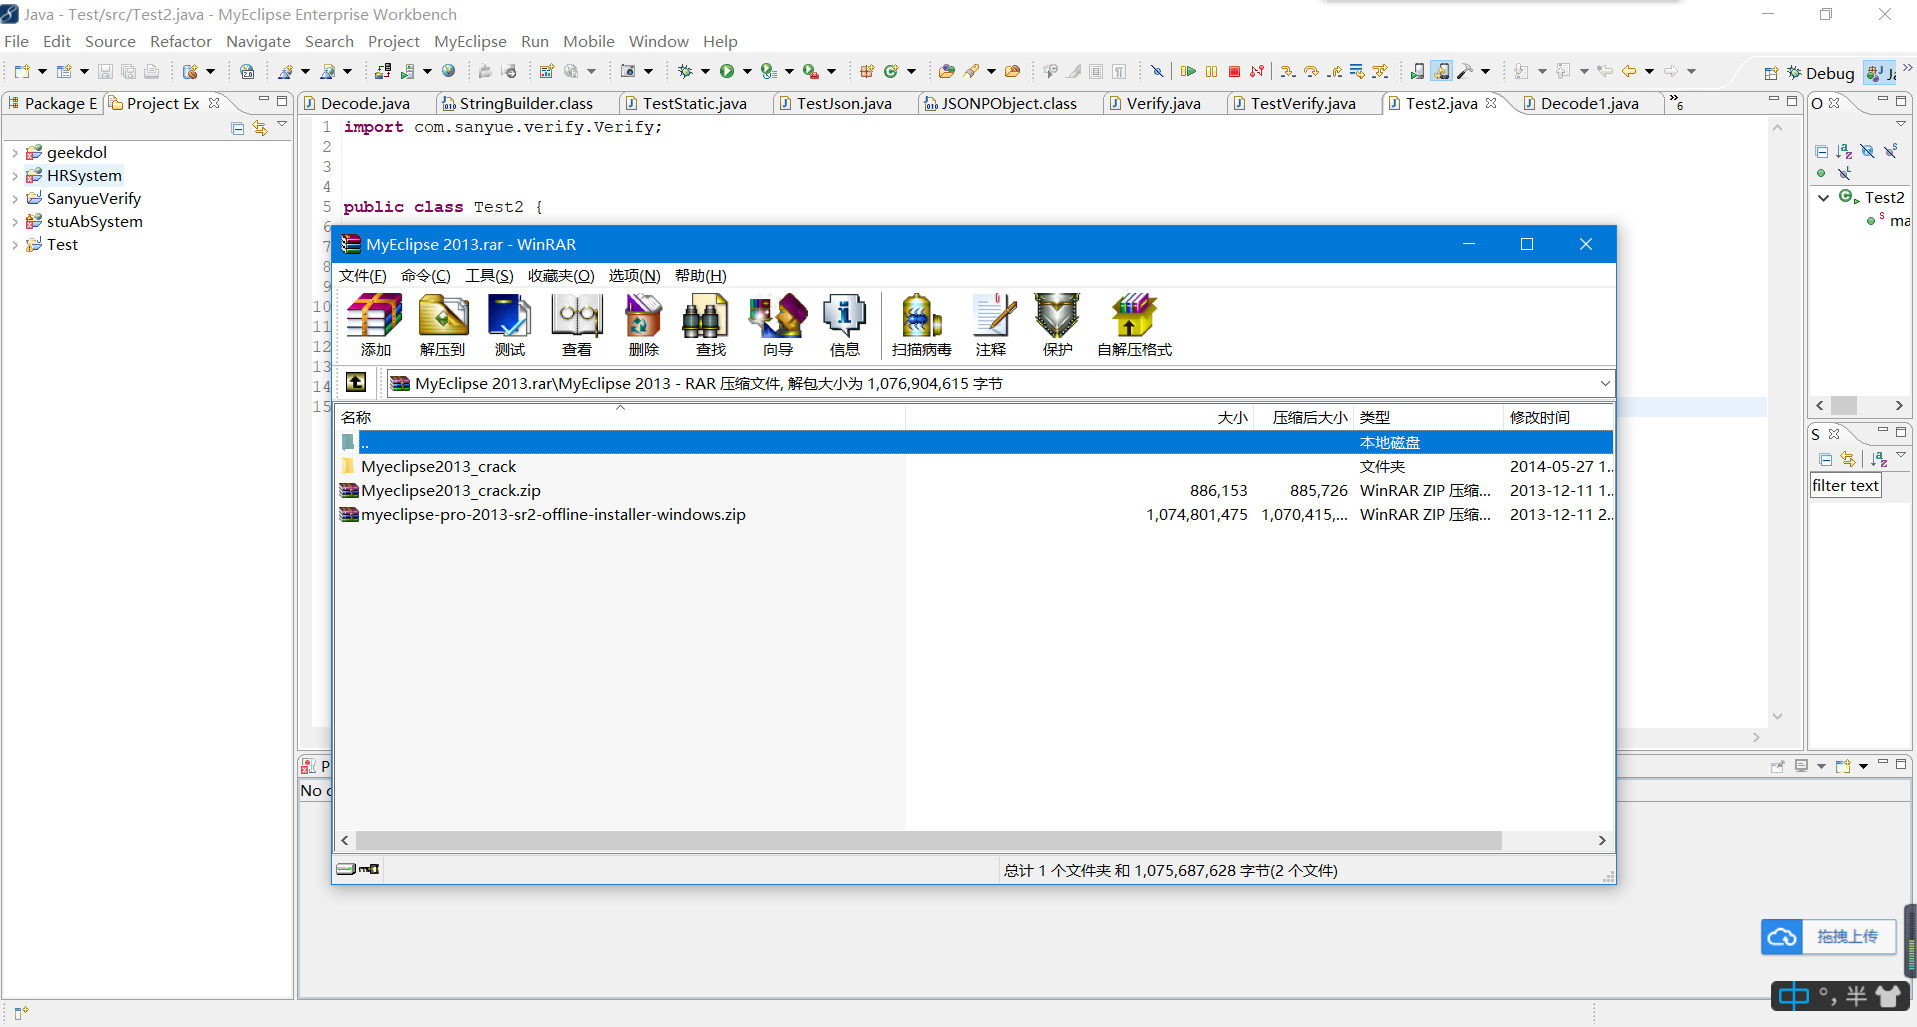 Java - Test/src/Test2.java - MyEclipse Enterprise Workbench
File Edit Source Refactor Navigate Search Project MyEclipse Run Mobile Window Help
Debug
Package E Project Ex
Decode.java StringBuilder.class TestStatic.java TestJson.java JSONPObject.class Verify.java TestVerify.java Test2.java Decode1.java »6
O
geekdol
HRSystem
SanyueVerify
stuAbSystem
Test
1 import com.sanyue.verify.Verify;
2
3
4
5 public class Test2 {
6
7
8
9
10
11
12
13
14
15
Test2
ma
S
filter text
MyEclipse 2013.rar - WinRAR
文件(F) 命令(C) 工具(S) 收藏夹(O) 选项(N) 帮助(H)
添加 解压到 测试 查看 删除 查找 向导 信息 扫描病毒 注释 保护 自解压格式
MyEclipse 2013.rar\MyEclipse 2013 - RAR 压缩文件, 解包大小为 1,076,904,615 字节
名称 大小 压缩后大小 类型 修改时间
.. 本地磁盘
Myeclipse2013_crack 文件夹 2014-05-27 1..
Myeclipse2013_crack.zip 886,153 885,726 WinRAR ZIP 压缩... 2013-12-11 1..
myeclipse-pro-2013-sr2-offline-installer-windows.zip 1,074,801,475 1,070,415,... WinRAR ZIP 压缩... 2013-12-11 2..
总计 1 个文件夹 和 1,075,687,628 字节(2 个文件)
P
No c
拖拽上传
中 °, 半